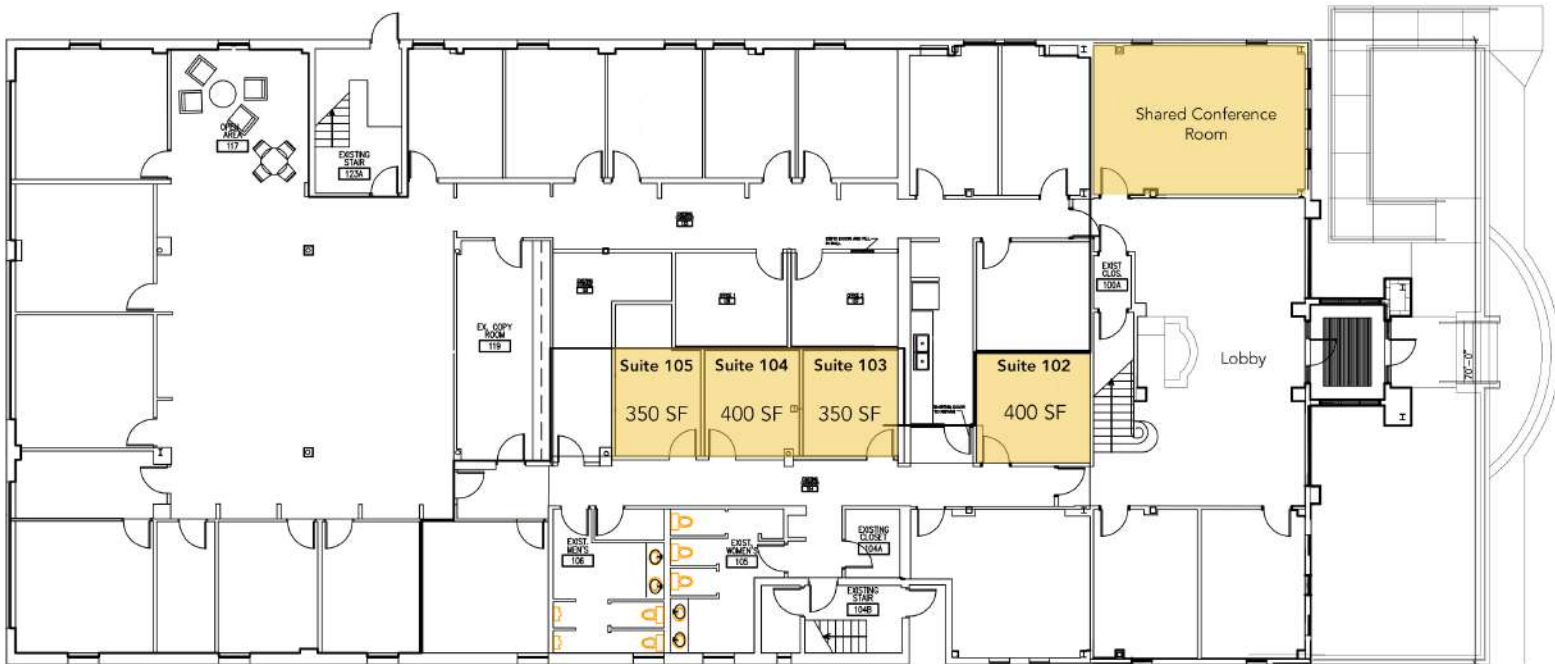 Shared Conference
Room
OPEN
AREA
117
EXISTING
STAIR
123A
EXIST
CLOS.
100A
EX. COPY
ROOM
119
Lobby
70'-0"
Suite 105
350 SF
Suite 104
400 SF
Suite 103
350 SF
Suite 102
400 SF
EXIST.
MEN'S
106
EXIST.
WOMEN'S
105
EXISTING
CLOSET
104A
EXISTING
STAIR
104B